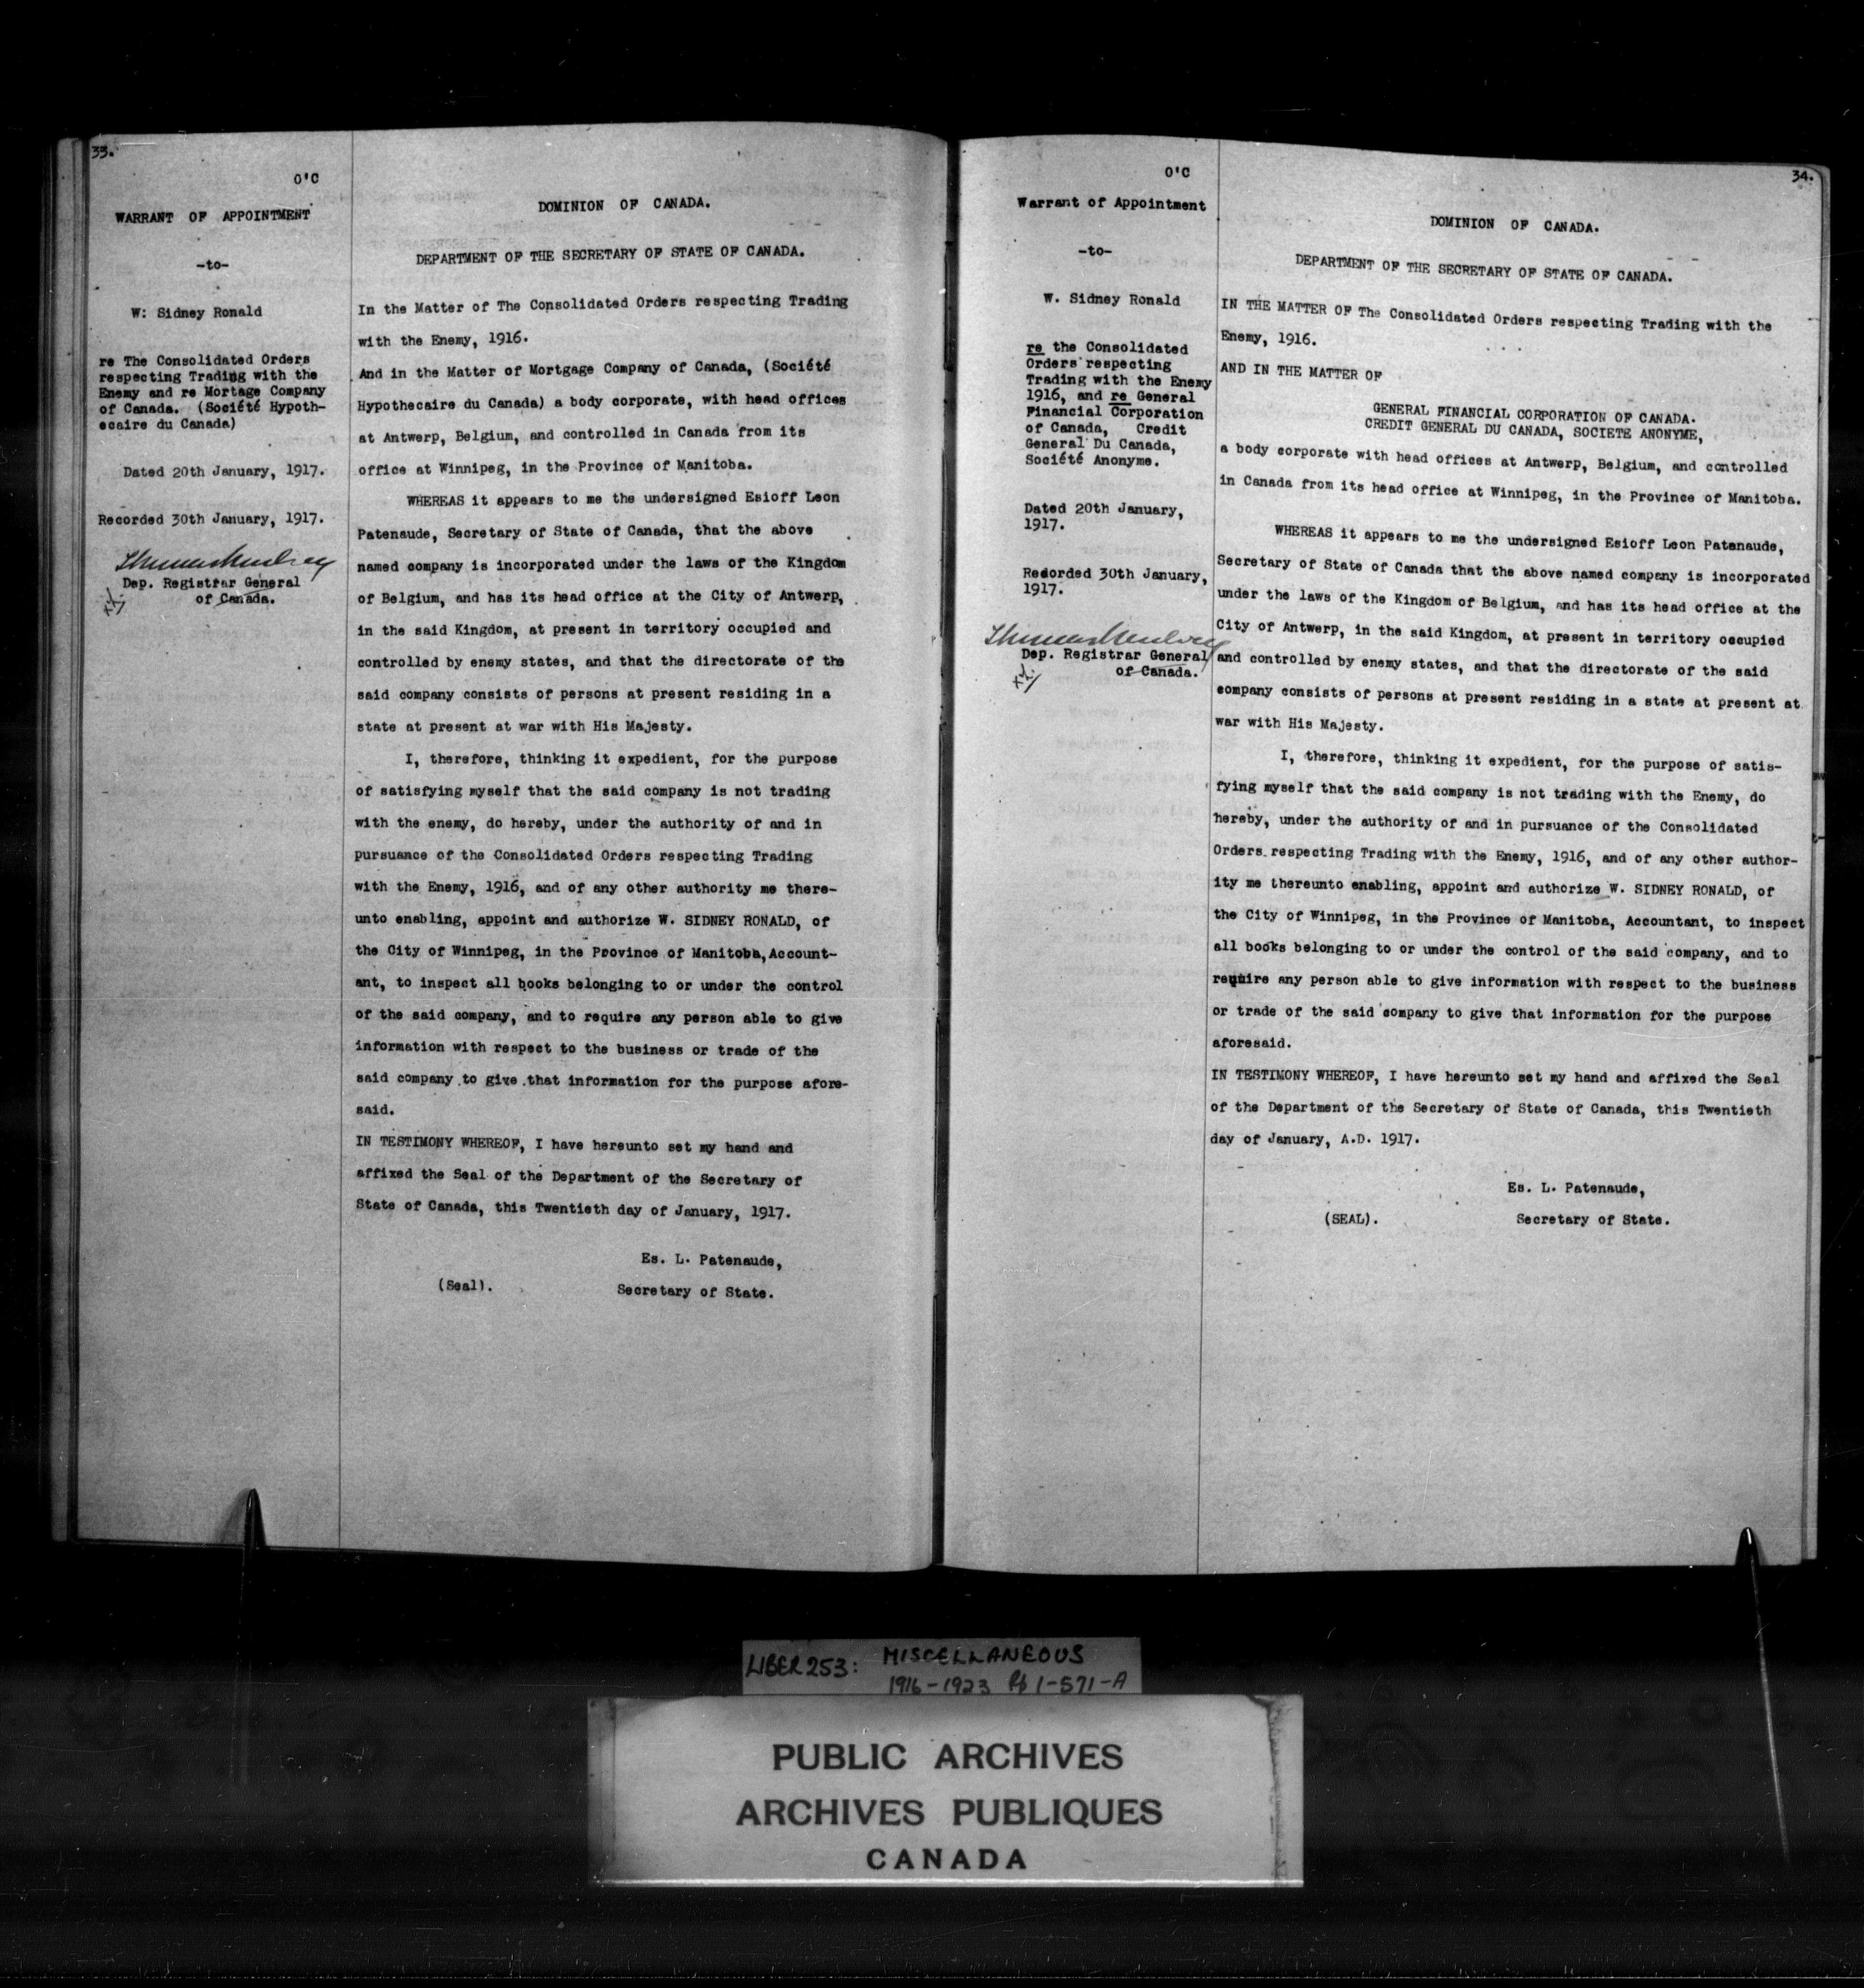 33.
O'C
WARRANT OF APPOINTMENT
-to-
W: Sidney Ronald
re The Consolidated Orders
respecting Trading with the
Enemy and re Mortage Company
of Canada. (Société Hypoth-
ecaire du Canada)
Dated 20th January, 1917.
Recorded 30th January, 1917.
Dep. Registrar General
of Canada.
DOMINION OF CANADA.
DEPARTMENT OF THE SECRETARY OF STATE OF CANADA.
In the Matter of The Consolidated Orders respecting Trading
with the Enemy, 1916.
And in the Matter of Mortgage Company of Canada, (Société
Hypothecaire du Canada) a body corporate, with head offices
at Antwerp, Belgium, and controlled in Canada from its
office at Winnipeg, in the Province of Manitoba.
WHEREAS it appears to me the undersigned Esioff Leon
Patenaude, Secretary of State of Canada, that the above
named company is incorporated under the laws of the Kingdom
of Belgium, and has its head office at the City of Antwerp,
in the said Kingdom, at present in territory occupied and
controlled by enemy states, and that the directorate of the
said company consists of persons at present residing in a
state at present at war with His Majesty.
I, therefore, thinking it expedient, for the purpose
of satisfying myself that the said company is not trading
with the enemy, do hereby, under the authority of and in
pursuance of the Consolidated Orders respecting Trading
with the Enemy, 1916, and of any other authority me there-
unto enabling, appoint and authorize W. SIDNEY RONALD, of
the City of Winnipeg, in the Province of Manitoba, Account-
ant, to inspect all books belonging to or under the control
of the said company, and to require any person able to give
information with respect to the business or trade of the
said company to give that information for the purpose afore-
said.
IN TESTIMONY WHEREOF, I have hereunto set my hand and
affixed the Seal of the Department of the Secretary of
State of Canada, this Twentieth day of January, 1917.
Es. L. Patenaude,
(Seal). Secretary of State.
34.
O'C
Warrant of Appointment
-to-
W. Sidney Ronald
re the Consolidated
Orders respecting
Trading with the Enemy
1916, and re General
Financial Corporation
of Canada, Credit
General Du Canada,
Société Anonyme.
Dated 20th January,
1917.
Recorded 30th January,
1917.
Dep. Registrar General
of Canada.
DOMINION OF CANADA.
DEPARTMENT OF THE SECRETARY OF STATE OF CANADA.
IN THE MATTER OF The Consolidated Orders respecting Trading with the
Enemy, 1916.
AND IN THE MATTER OF
GENERAL FINANCIAL CORPORATION OF CANADA.
CREDIT GENERAL DU CANADA, SOCIETE ANONYME,
a body corporate with head offices at Antwerp, Belgium, and controlled
in Canada from its head office at Winnipeg, in the Province of Manitoba.
WHEREAS it appears to me the undersigned Esioff Leon Patenaude,
Secretary of State of Canada that the above named company is incorporated
under the laws of the Kingdom of Belgium, and has its head office at the
City of Antwerp, in the said Kingdom, at present in territory occupied
and controlled by enemy states, and that the directorate of the said
company consists of persons at present residing in a state at present at
war with His Majesty.
I, therefore, thinking it expedient, for the purpose of satis-
fying myself that the said company is not trading with the Enemy, do
hereby, under the authority of and in pursuance of the Consolidated
Orders respecting Trading with the Enemy, 1916, and of any other author-
ity me thereunto enabling, appoint and authorize W. SIDNEY RONALD, of
the City of Winnipeg, in the Province of Manitoba, Accountant, to inspect
all books belonging to or under the control of the said company, and to
require any person able to give information with respect to the business
or trade of the said company to give that information for the purpose
aforesaid.
IN TESTIMONY WHEREOF, I have hereunto set my hand and affixed the Seal
of the Department of the Secretary of State of Canada, this Twentieth
day of January, A.D. 1917.
Es. L. Patenaude,
(SEAL). Secretary of State.
LIBER 253: MISCELLANEOUS
1916-1923 Pp 1-571-A
PUBLIC ARCHIVES
ARCHIVES PUBLIQUES
CANADA